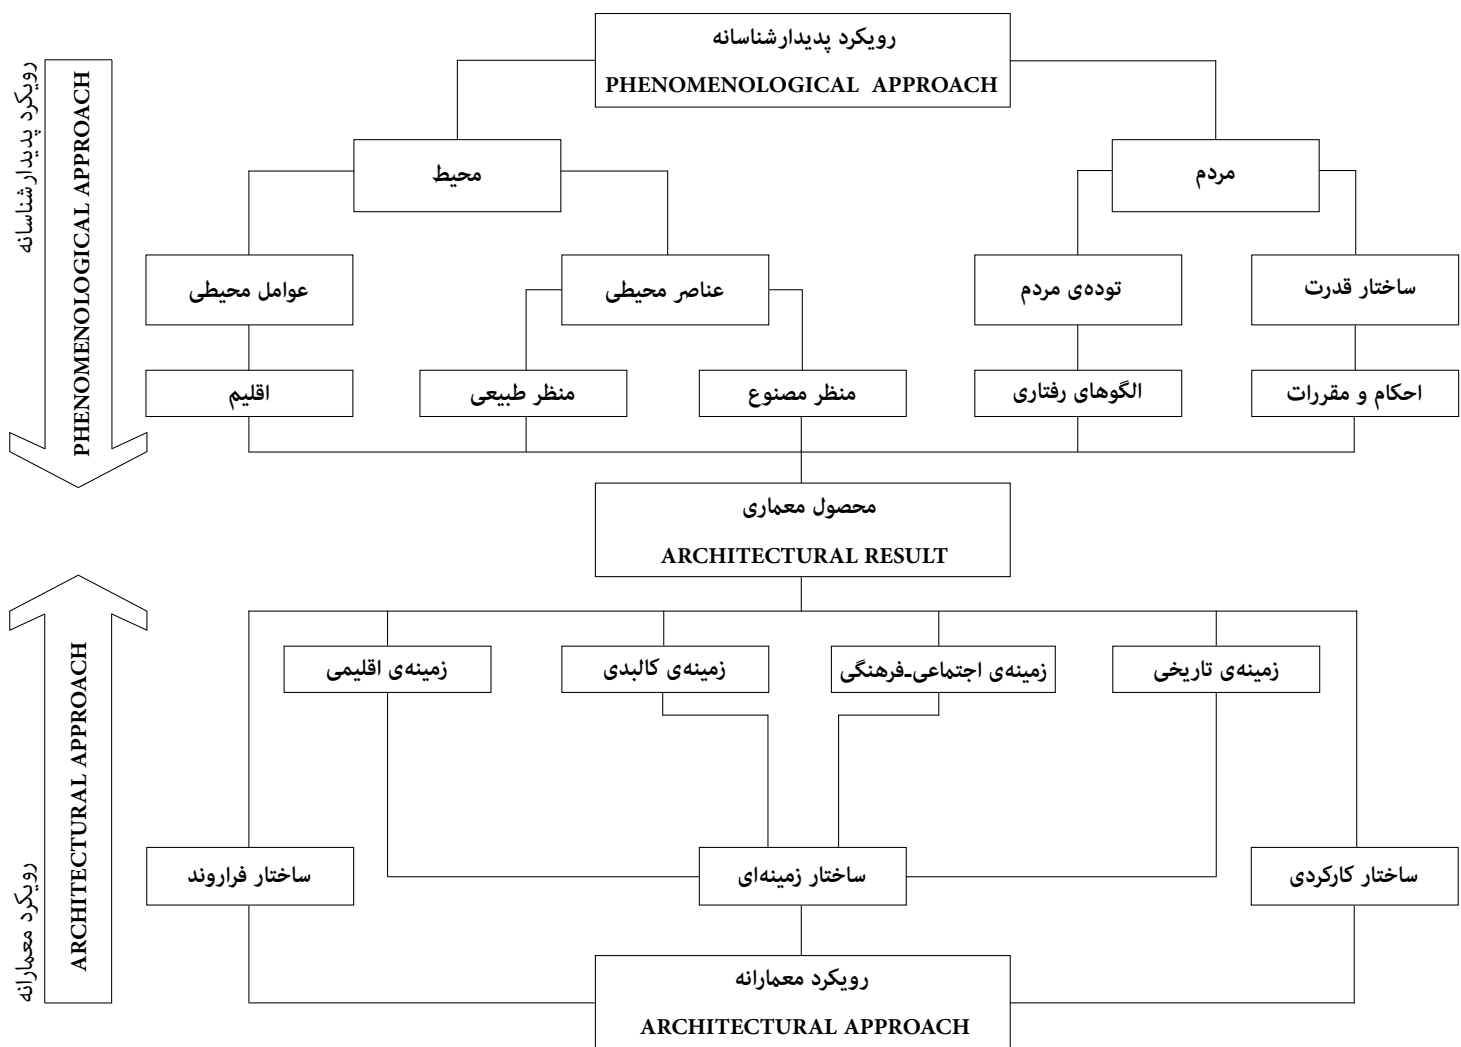 رویکرد پدیدارشناسانه
PHENOMENOLOGICAL APPROACH
رویکرد پدیدارشناسانه
PHENOMENOLOGICAL APPROACH
مردم
محیط
ساختار قدرت
توده‌ی مردم
عناصر محیطی
عوامل محیطی
احکام و مقررات
الگوهای رفتاری
منظر مصنوع
منظر طبیعی
اقلیم
محصول معماری
ARCHITECTURAL RESULT
زمینه‌ی تاریخی
زمینه‌ی اجتماعی-فرهنگی
زمینه‌ی کالبدی
زمینه‌ی اقلیمی
ساختار کارکردی
ساختار زمینه‌ای
ساختار فراروند
رویکرد معمارانه
ARCHITECTURAL APPROACH
رویکرد معمارانه
ARCHITECTURAL APPROACH